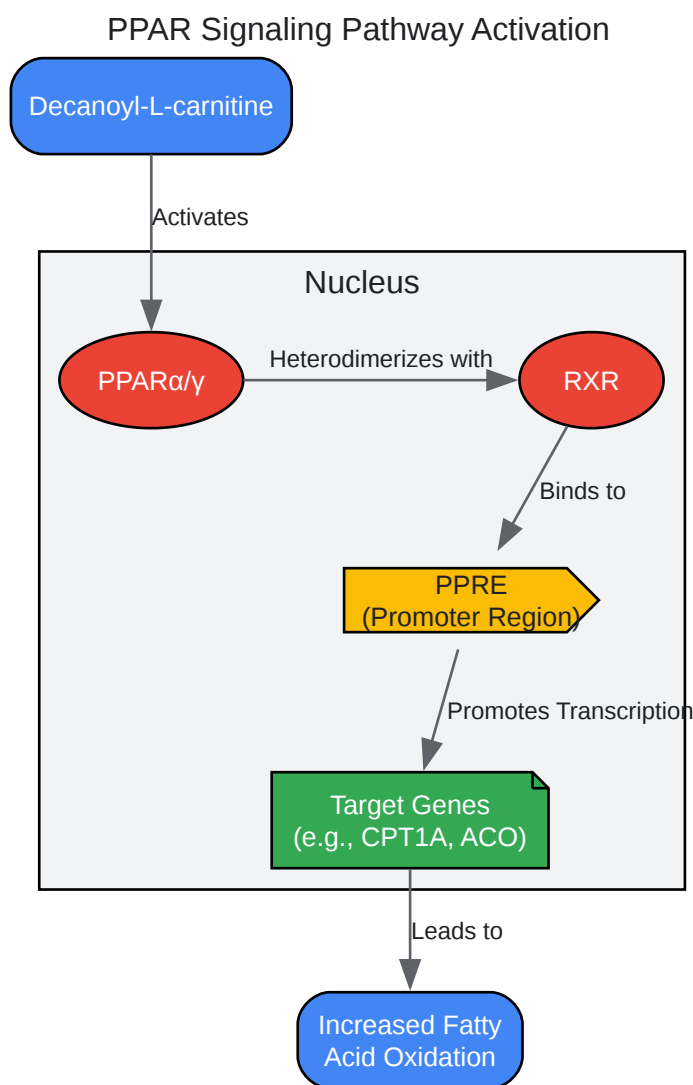 PPAR Signaling Pathway Activation
Decanoyl-L-carnitine
Activates
Nucleus
PPARα/γ
Heterodimerizes with
RXR
Binds to
PPRE
(Promoter Region)
Promotes Transcription
Target Genes
(e.g., CPT1A, ACO)
Leads to
Increased Fatty
Acid Oxidation